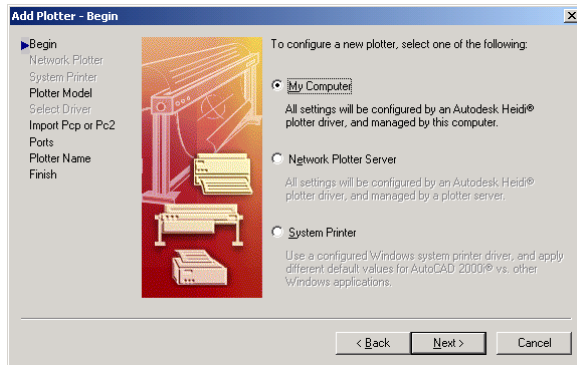 Add Plotter - Begin
Begin
Network Plotter
System Printer
Plotter Model
Select Driver
Import Pcp or Pc2
Ports
Plotter Name
Finish
To configure a new plotter, select one of the following:
My Computer
All settings will be configured by an Autodesk Heidi®
plotter driver, and managed by this computer.
Network Plotter Server
All settings will be configured by an Autodesk Heidi®
plotter driver, and managed by a plotter server.
System Printer
Use a configured Windows system printer driver, and apply
different default values for AutoCAD 2000i® vs. other
Windows applications.
< Back
Next >
Cancel